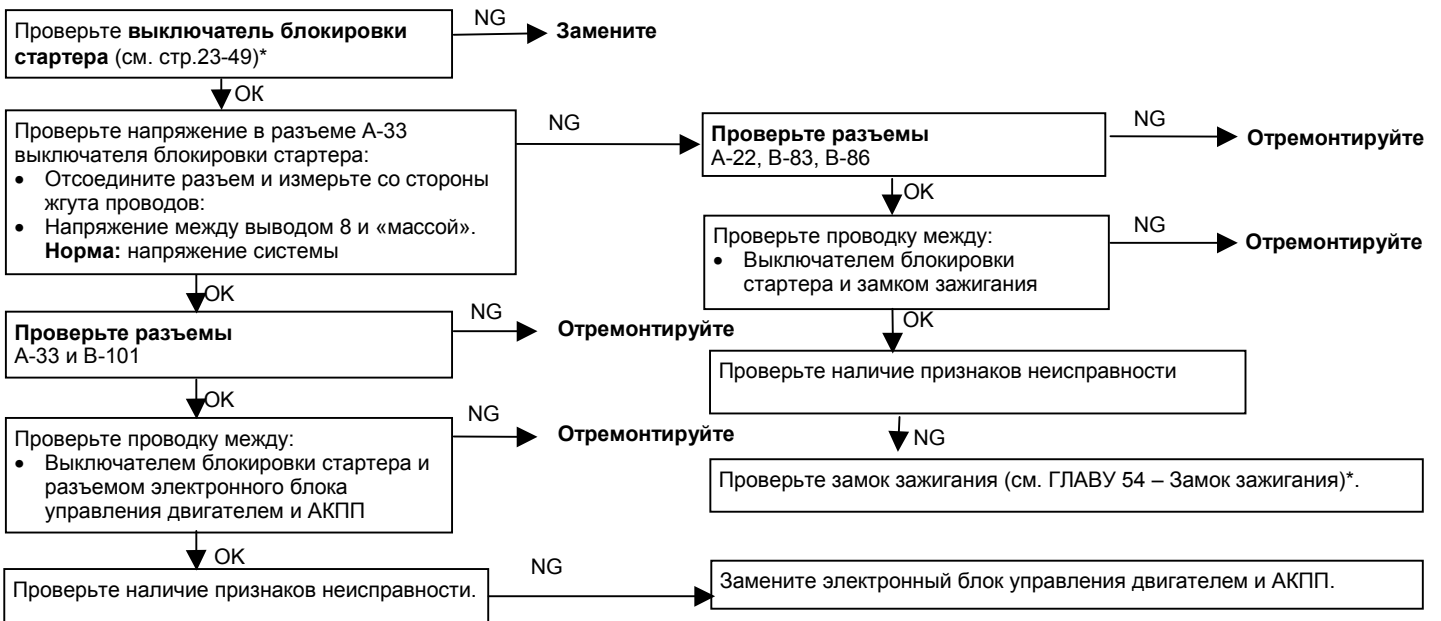 Проверьте выключатель блокировки
стартера (см. стр.23-49)*
NG
Замените
OK
Проверьте напряжение в разъеме А-33
выключателя блокировки стартера:
• Отсоедините разъем и измерьте со стороны
жгута проводов:
• Напряжение между выводом 8 и «массой».
Норма: напряжение системы
NG
Проверьте разъемы
А-22, В-83, В-86
NG
Отремонтируйте
OK
Проверьте проводку между:
• Выключателем блокировки
стартера и замком зажигания
NG
Отремонтируйте
OK
Проверьте наличие признаков неисправности
NG
Проверьте замок зажигания (см. ГЛАВУ 54 – Замок зажигания)*.
OK
Проверьте разъемы
А-33 и В-101
NG
Отремонтируйте
OK
Проверьте проводку между:
• Выключателем блокировки стартера и
разъемом электронного блока
управления двигателем и АКПП
NG
Отремонтируйте
OK
Проверьте наличие признаков неисправности.
NG
Замените электронный блок управления двигателем и АКПП.